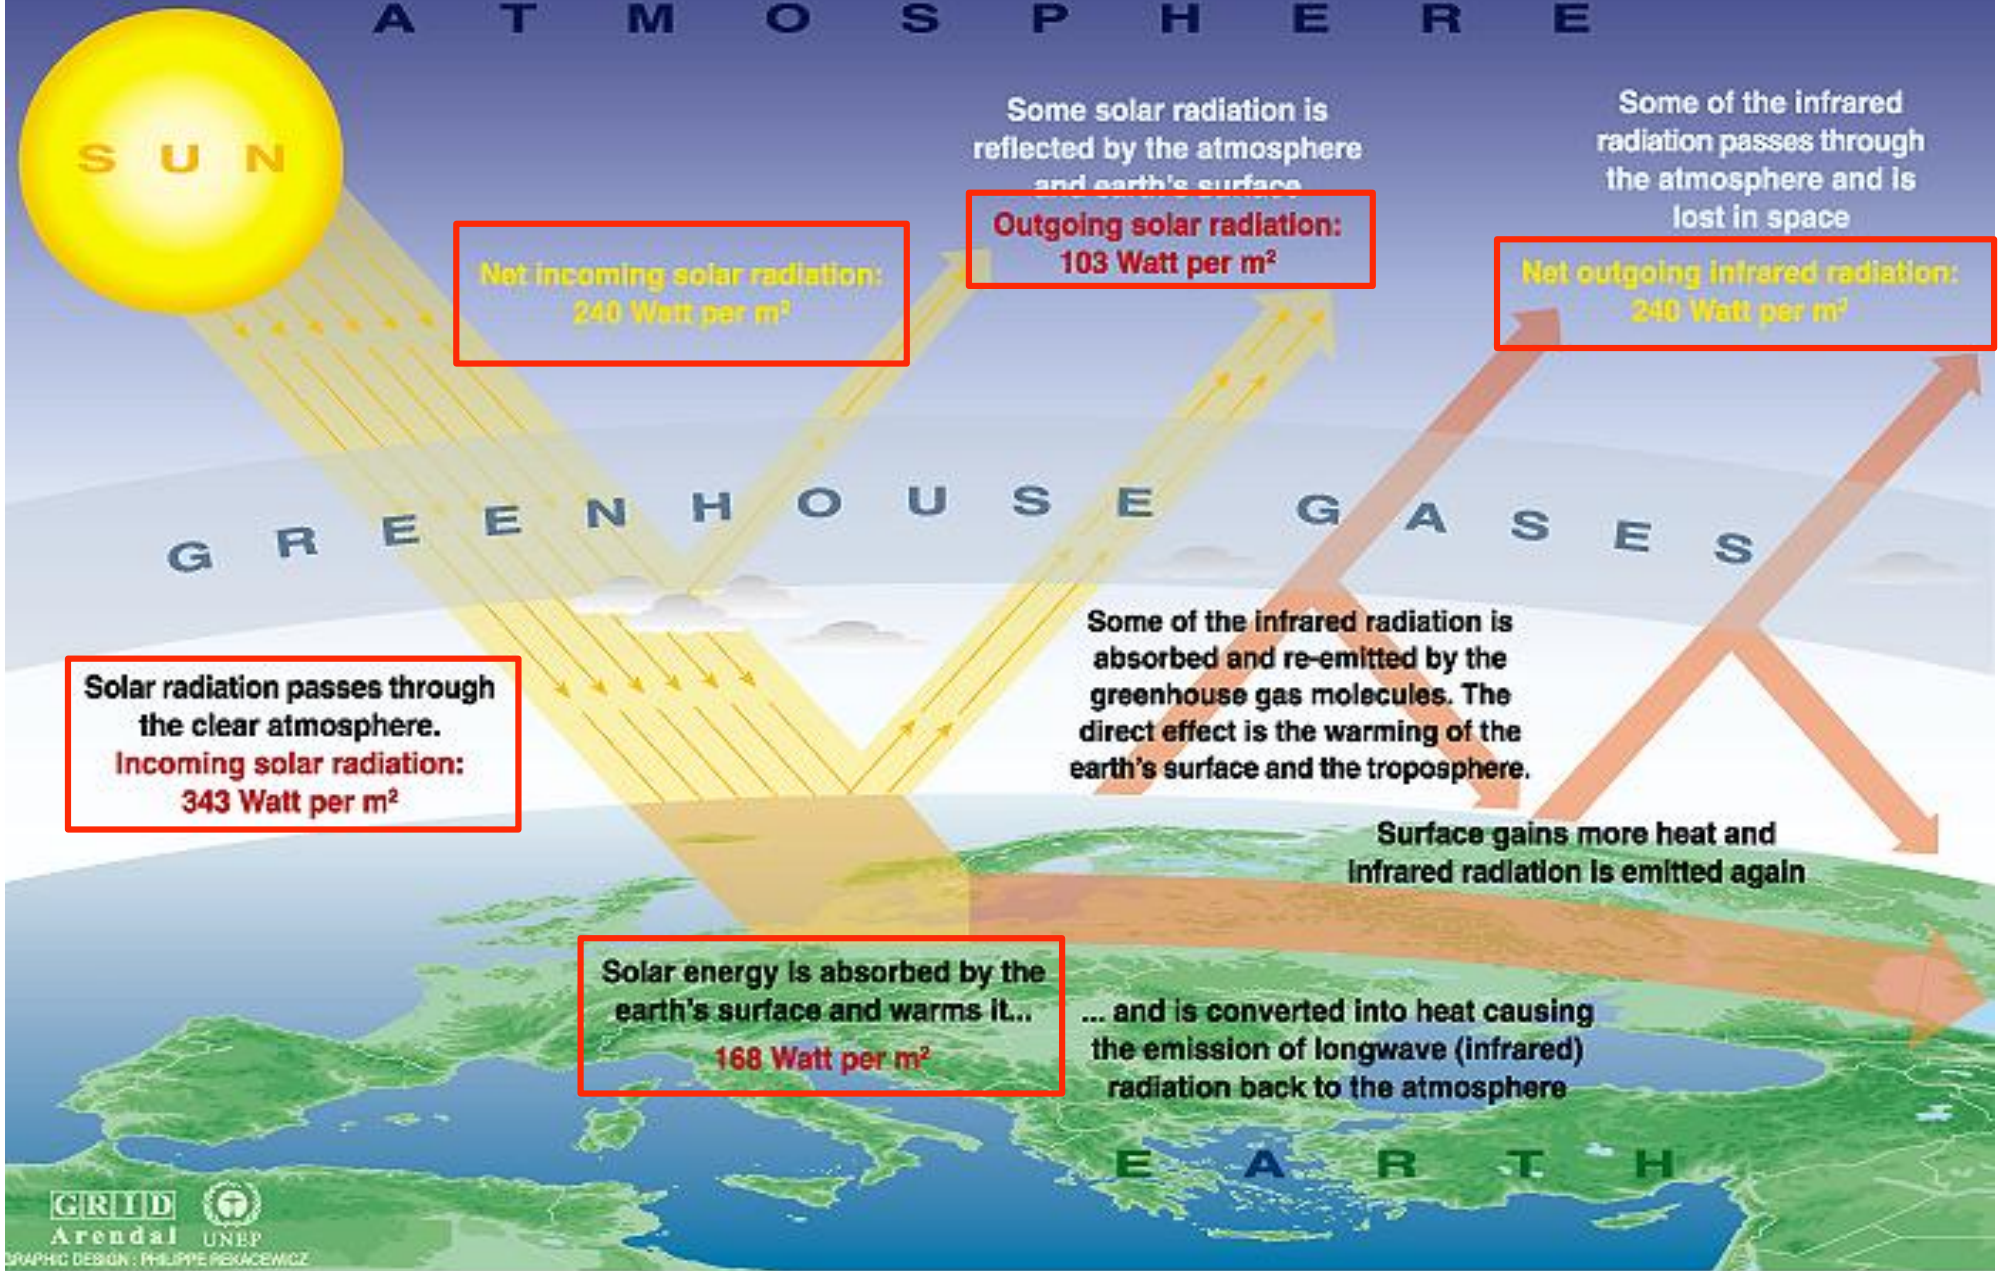 ATMOSPHERE
SUN
Some solar radiation is
reflected by the atmosphere
and earth's surface
Outgoing solar radiation:
103 Watt per m²
Some of the infrared
radiation passes through
the atmosphere and is
lost in space
Net outgoing infrared radiation:
240 Watt per m²
Net incoming solar radiation:
240 Watt per m²
GREENHOUSE GASES
Solar radiation passes through
the clear atmosphere.
Incoming solar radiation:
343 Watt per m²
Some of the infrared radiation is
absorbed and re-emitted by the
greenhouse gas molecules. The
direct effect is the warming of the
earth's surface and the troposphere.
Surface gains more heat and
infrared radiation is emitted again
Solar energy is absorbed by the
earth's surface and warms it...
168 Watt per m²
... and is converted into heat causing
the emission of longwave (infrared)
radiation back to the atmosphere
EARTH
GRID
Arendal
UNEP
GRAPHIC DESIGN : PHILIPPE REKACEWICZ